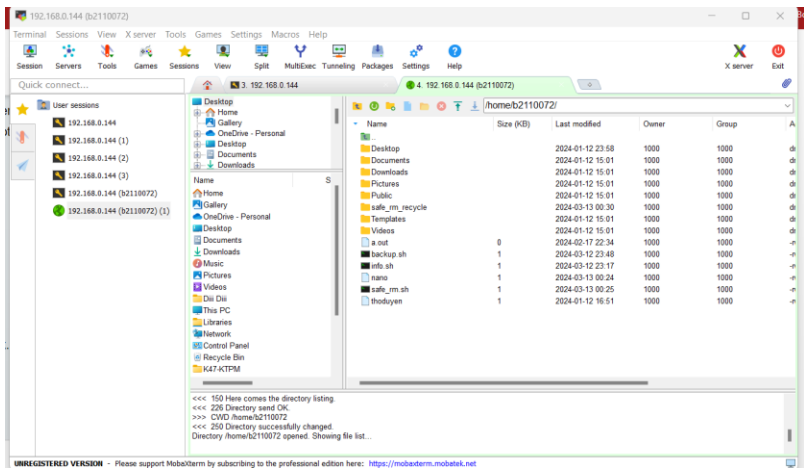 192.168.0.144 (b2110072)
Terminal Sessions View X server Tools Games Settings Macros Help
Session Servers Tools Games Sessions View Split MultiExec Tunneling Packages Settings Help X server Exit
Quick connect...
3. 192.168.0.144
4. 192.168.0.144 (b2110072)
User sessions
192.168.0.144
192.168.0.144 (1)
192.168.0.144 (2)
192.168.0.144 (3)
192.168.0.144 (b2110072)
192.168.0.144 (b2110072) (1)
Desktop
Home
Gallery
OneDrive - Personal
Desktop
Documents
Downloads
Name S
Home
Gallery
OneDrive - Personal
Desktop
Documents
Downloads
Music
Pictures
Videos
Diii Diii
This PC
Libraries
Network
Control Panel
Recycle Bin
K47-KTPM
/home/b2110072/
Name Size (KB) Last modified Owner Group A
..
Desktop 2024-01-12 23:58 1000 1000
Documents 2024-01-12 15:01 1000 1000
Downloads 2024-01-12 15:01 1000 1000
Pictures 2024-01-12 15:01 1000 1000
Public 2024-01-12 15:01 1000 1000
safe_rm_recycle 2024-03-13 00:30 1000 1000
Templates 2024-01-12 15:01 1000 1000
Videos 2024-01-12 15:01 1000 1000
a.out 0 2024-02-17 22:34 1000 1000
backup.sh 1 2024-03-12 23:48 1000 1000
info.sh 1 2024-03-12 23:17 1000 1000
nano 1 2024-03-13 00:24 1000 1000
safe_rm.sh 1 2024-03-13 00:25 1000 1000
thoduyen 1 2024-01-12 16:51 1000 1000
<<< 150 Here comes the directory listing.
<<< 226 Directory send OK.
>>> CWD /home/b2110072
<<< 250 Directory successfully changed.
Directory /home/b2110072 opened. Showing file list...
UNREGISTERED VERSION - Please support MobaXterm by subscribing to the professional edition here: https://mobaxterm.mobatek.net